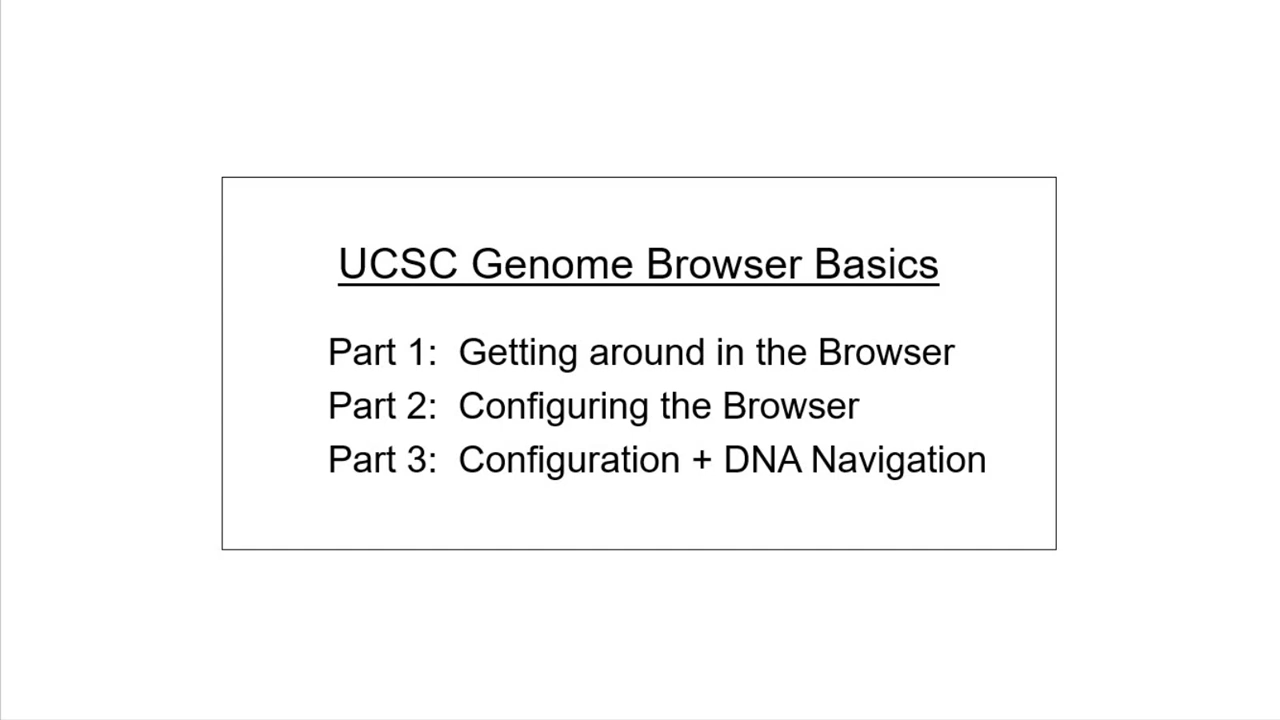 UCSC Genome Browser Basics
Part 1: Getting around in the Browser
Part 2: Configuring the Browser
Part 3: Configuration + DNA Navigation